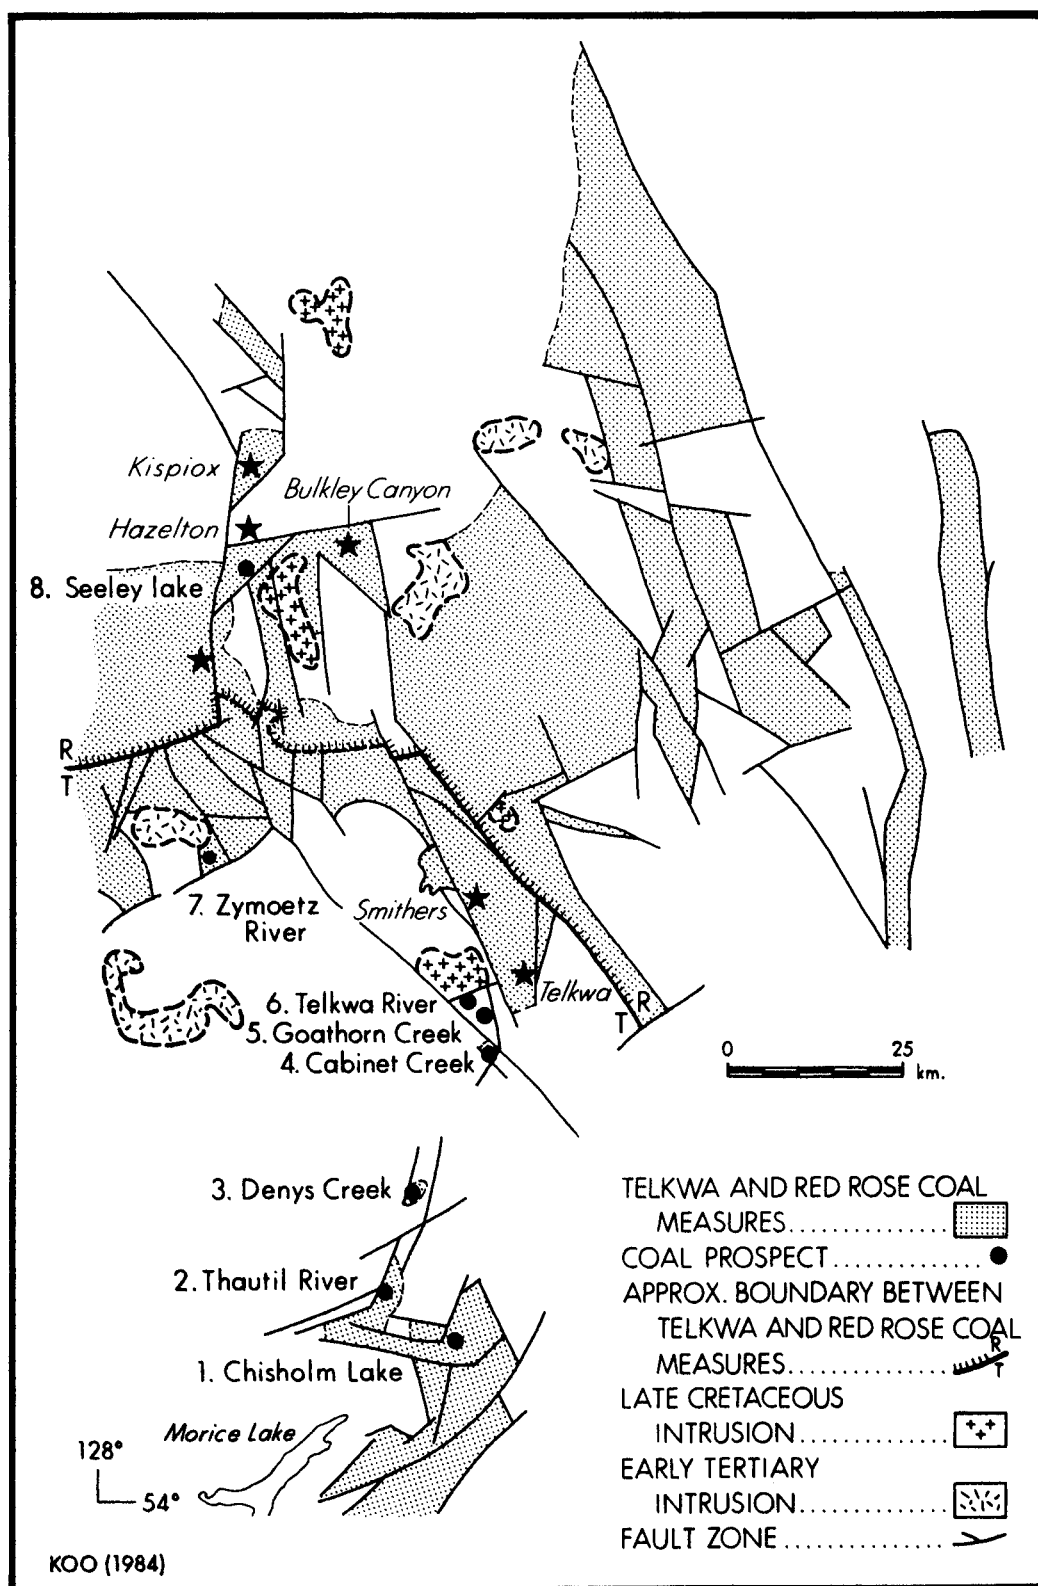 Kispiox
Bulkley Canyon
Hazelton
8. Seeley lake
R
T
7. Zymoetz
River
Smithers
6. Telkwa River
Telkwa
R
T
5. Goathorn Creek
4. Cabinet Creek
0 25
km.
3. Denys Creek
2. Thautil River
1. Chisholm Lake
Morice Lake
128°
54°
TELKWA AND RED ROSE COAL
MEASURES...............
COAL PROSPECT..............
APPROX. BOUNDARY BETWEEN
TELKWA AND RED ROSE COAL
MEASURES...............
R
T
LATE CRETACEOUS
INTRUSION..............
EARLY TERTIARY
INTRUSION..............
FAULT ZONE..............
KOO (1984)